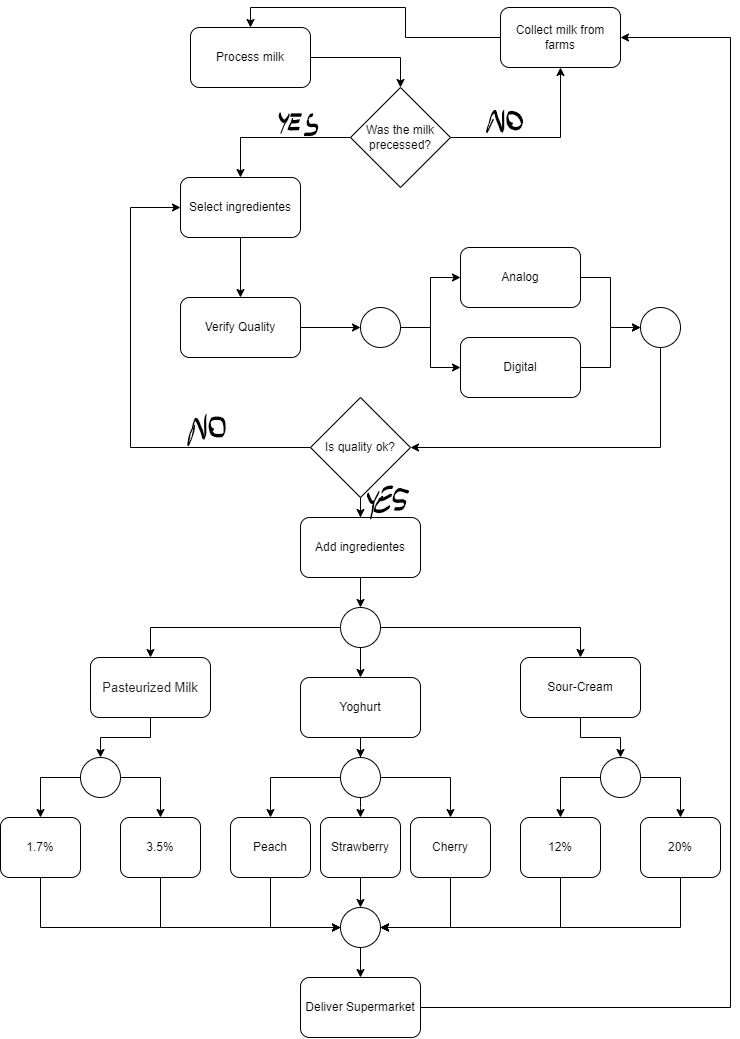 Collect milk from
farms
Process milk
Was the milk
precessed?
YES
NO
Select ingredientes
Analog
Verify Quality
Digital
NO
Is quality ok?
YES
Add ingredientes
Pasteurized Milk
Yoghurt
Sour-Cream
1.7%
3.5%
Peach
Strawberry
Cherry
12%
20%
Deliver Supermarket